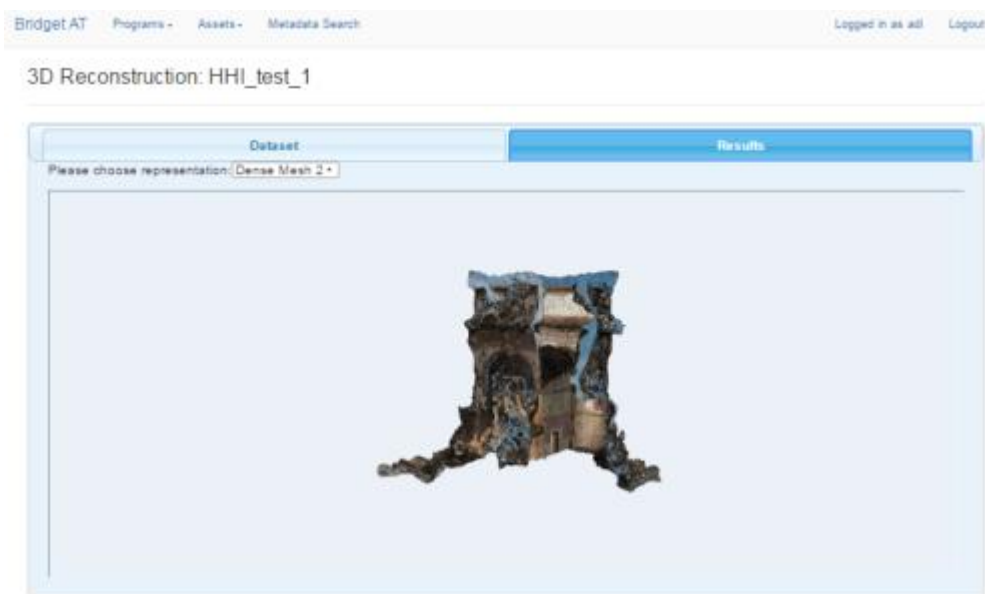 Bridget AT Programs Assets Metadata Search Logged in as adl Logout
3D Reconstruction: HHI_test_1
Dataset Results
Please choose representation: Dense Mesh 2